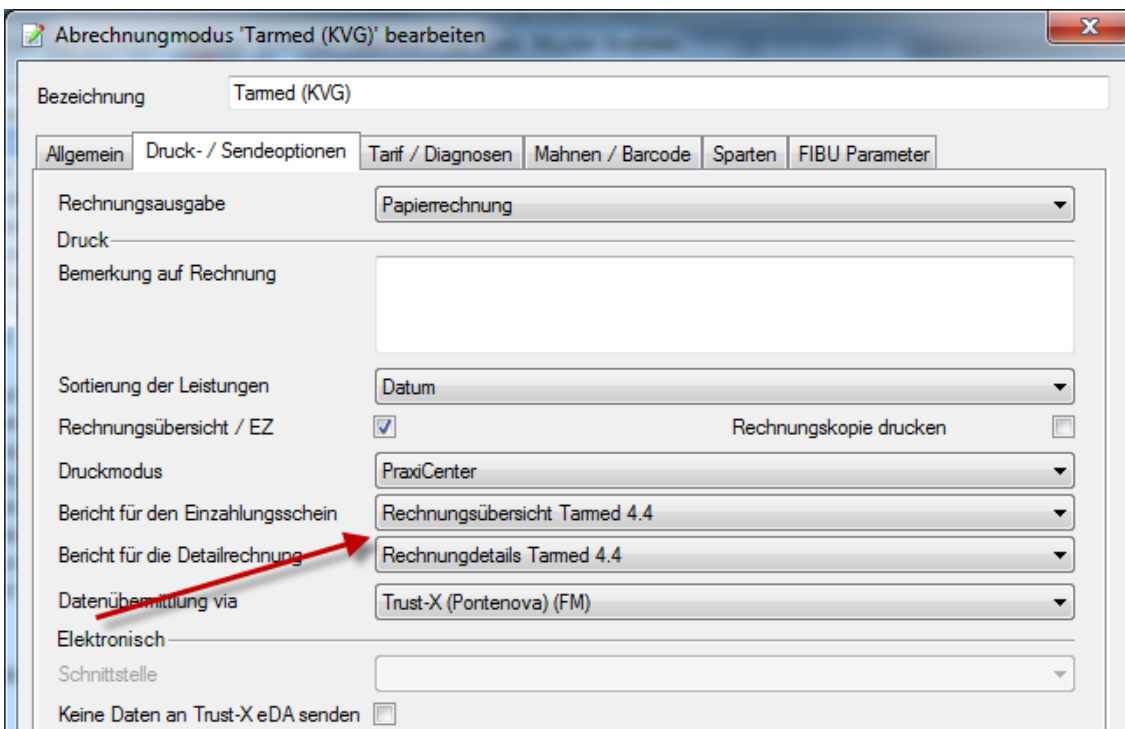 Abrechnungmodus 'Tarmed (KVG)' bearbeiten
Bezeichnung Tarmed (KVG)
Allgemein Druck- / Sendeoptionen Tarif / Diagnosen Mahnen / Barcode Sparten FIBU Parameter
Rechnungsausgabe Papierrechnung
Druck
Bemerkung auf Rechnung
Sortierung der Leistungen Datum
Rechnungsübersicht / EZ Rechnungskopie drucken
Druckmodus PraxiCenter
Bericht für den Einzahlungsschein Rechnungsübersicht Tarmed 4.4
Bericht für die Detailrechnung Rechnungdetails Tarmed 4.4
Datenübermittlung via Trust-X (Pontenova) (FM)
Elektronisch
Schnittstelle
Keine Daten an Trust-X eDA senden